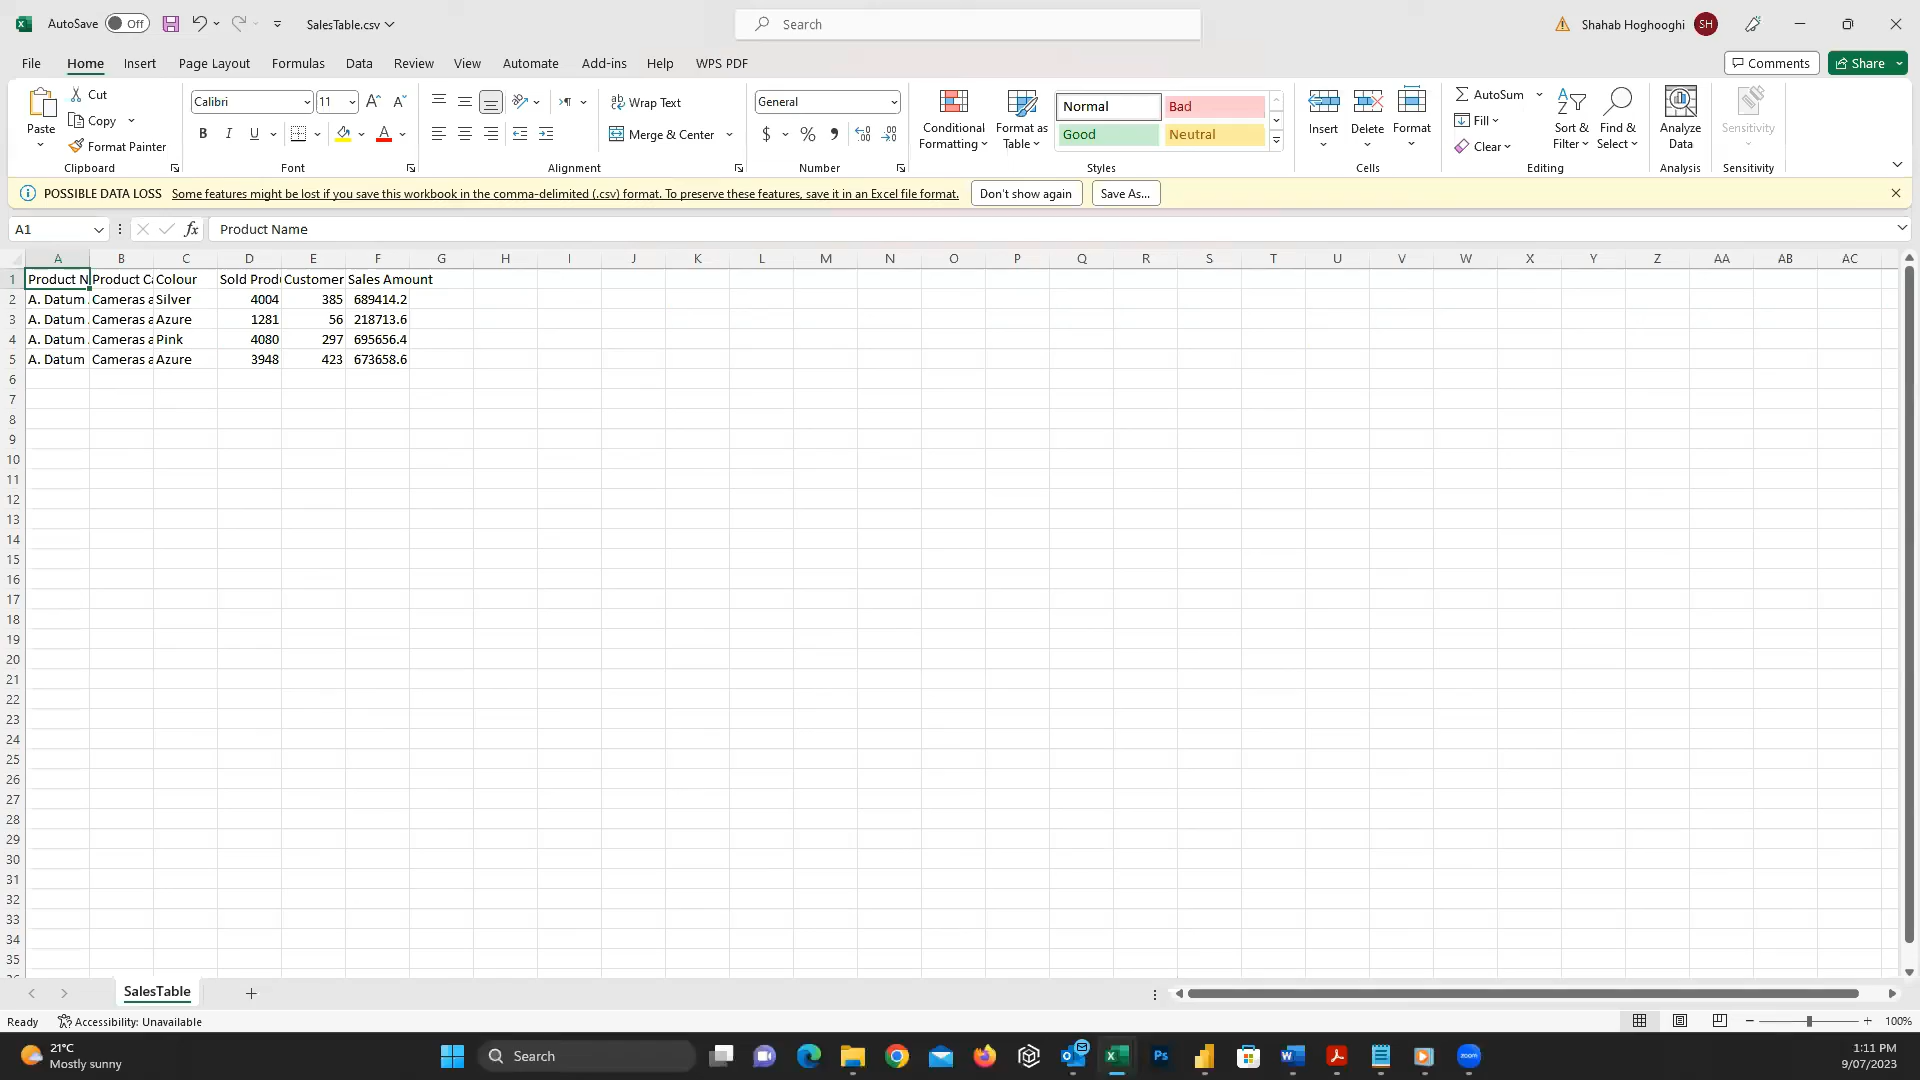 AutoSave Off SalesTable.csv Search Shahab Hoghooghi SH
File Home Insert Page Layout Formulas Data Review View Automate Add-ins Help WPS PDF Comments Share
Paste Cut Copy Format Painter Clipboard
Calibri 11 B I U A Font
Wrap Text Merge & Center Alignment
General $ % Number
Conditional Formatting Format as Table Normal Bad Good Neutral Styles
Insert Delete Format Cells
AutoSum Fill Clear Sort & Filter Find & Select Editing
Analyze Data Analysis Sensitivity Sensitivity
POSSIBLE DATA LOSS Some features might be lost if you save this workbook in the comma-delimited (.csv) format. To preserve these features, save it in an Excel file format. Don't show again Save As...
A1 fx Product Name
A B C D E F G H I J K L M N O P Q R S T U V W X Y Z AA AB AC
1 Product N Product Ca Colour Sold Produ Customer Sales Amount
2 A. Datum Cameras a Silver 4004 385 689414.2
3 A. Datum Cameras a Azure 1281 56 218713.6
4 A. Datum Cameras a Pink 4080 297 695656.4
5 A. Datum Cameras a Azure 3948 423 673658.6
6
7
8
9
10
11
12
13
14
15
16
17
18
19
20
21
22
23
24
25
26
27
28
29
30
31
32
33
34
35
SalesTable
Ready Accessibility: Unavailable 100%
21°C
Mostly sunny
Search Ps zoom
1:11 PM
9/07/2023